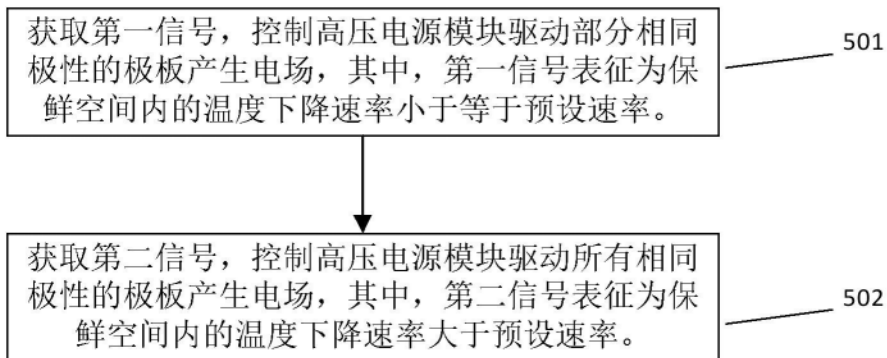 获取第一信号，控制高压电源模块驱动部分相同
极性的极板产生电场，其中，第一信号表征为保
鲜空间内的温度下降速率小于等于预设速率。
501
获取第二信号，控制高压电源模块驱动所有相同
极性的极板产生电场，其中，第二信号表征为保
鲜空间内的温度下降速率大于预设速率。
502